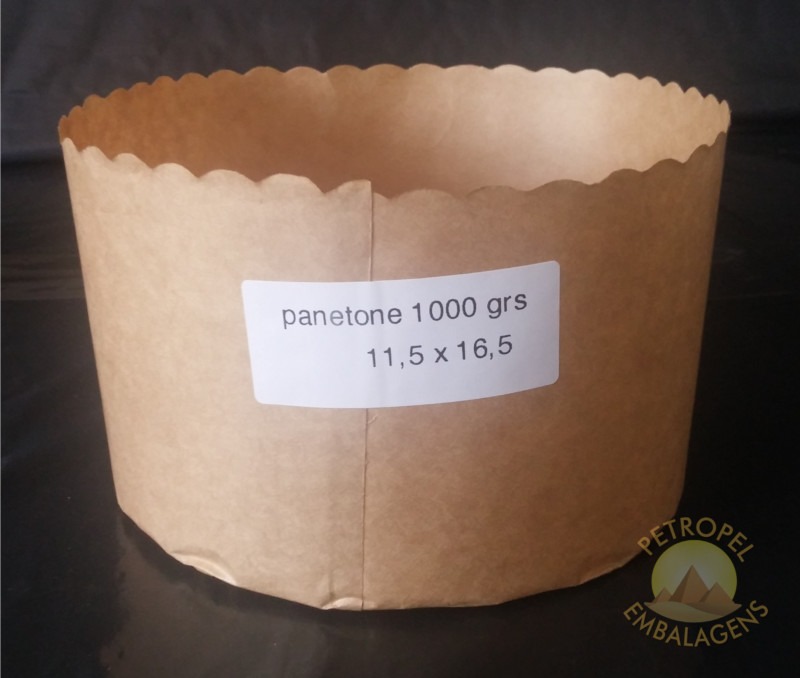 panetone 1000 grs
11,5 x 16,5
PETROPEL
EMBALAGENS